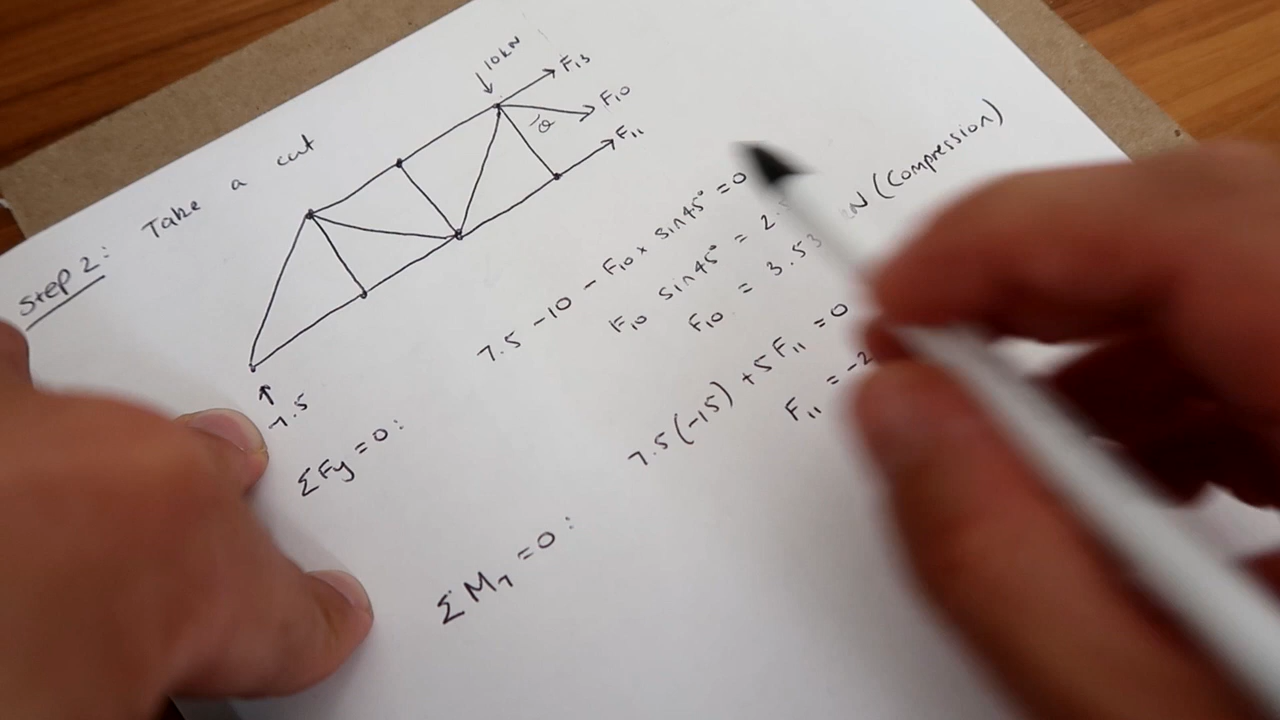 Step 2: Take a cut
10kN
F₁₃
F₁₀
θ
F₁₁
7.5
ΣFy = 0:
7.5 - 10 - F₁₀ × sin45° = 0
F₁₀ sin45° = 2.
F₁₀ = 3.53 N (Compression)
ΣM₇ = 0:
7.5(-15) + 5F₁₁ = 0
F₁₁ = -2